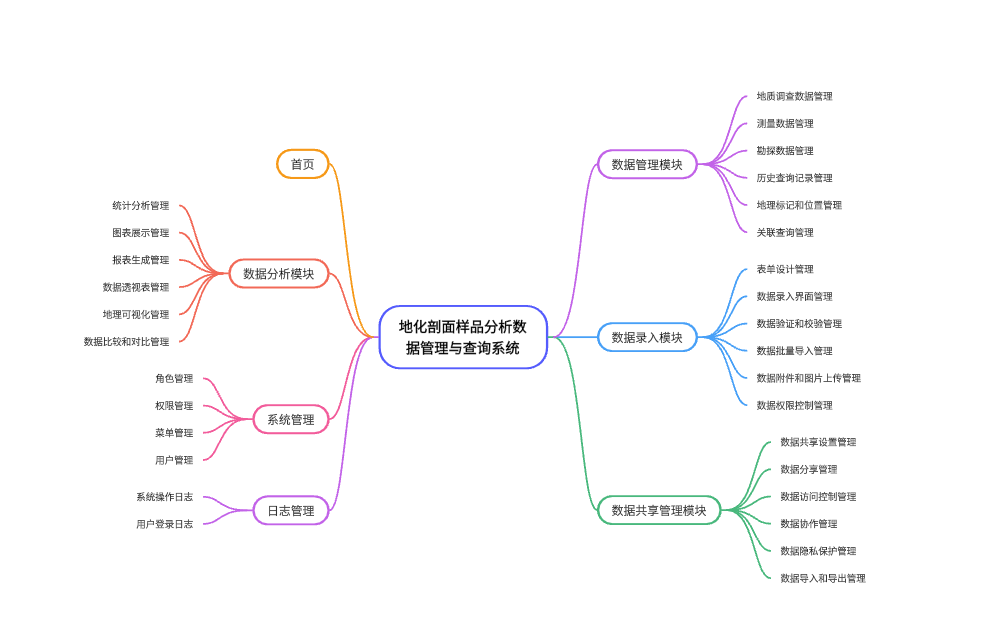 地化剖面样品分析数
据管理与查询系统
首页
数据分析模块
统计分析管理
图表展示管理
报表生成管理
数据透视表管理
地理可视化管理
数据比较和对比管理
系统管理
角色管理
权限管理
菜单管理
用户管理
日志管理
系统操作日志
用户登录日志
数据管理模块
地质调查数据管理
测量数据管理
勘探数据管理
历史查询记录管理
地理标记和位置管理
关联查询管理
数据录入模块
表单设计管理
数据录入界面管理
数据验证和校验管理
数据批量导入管理
数据附件和图片上传管理
数据权限控制管理
数据共享管理模块
数据共享设置管理
数据分享管理
数据访问控制管理
数据协作管理
数据隐私保护管理
数据导入和导出管理